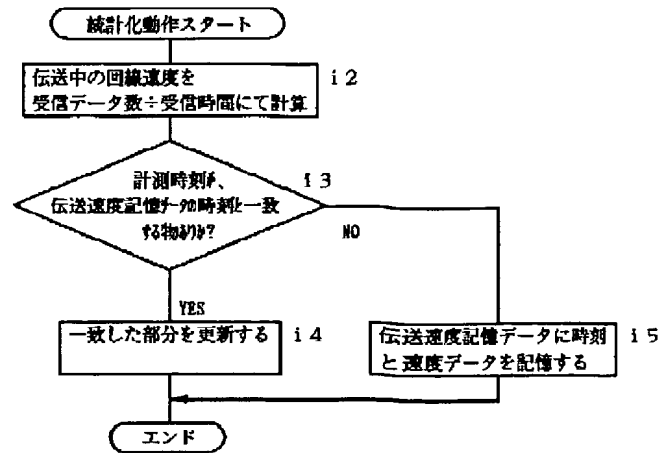 統計化動作スタート
伝送中の回線速度を
受信データ数÷受信時間にて計算
i2
計測時刻が、
伝送速度記憶データの時刻と一致
する物ありか?
i3
NO
YES
一致した部分を更新する
i4
伝送速度記憶データに時刻
と速度データを記憶する
i5
エンド